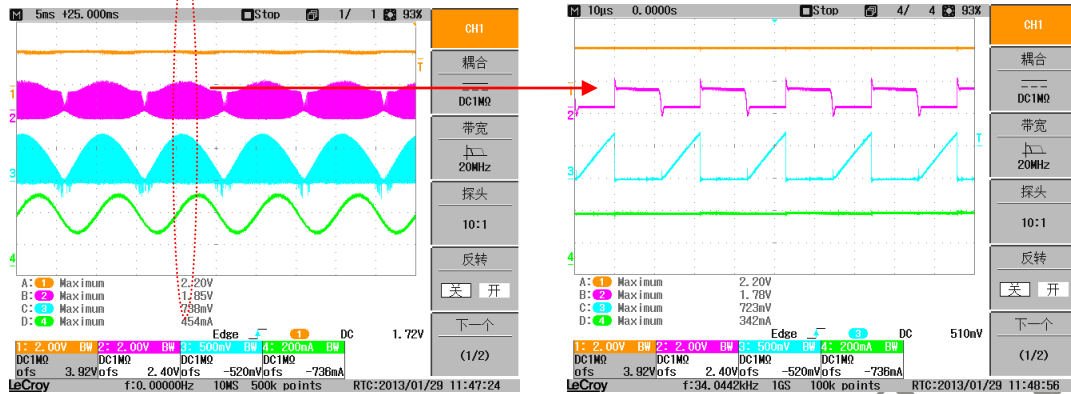 M 5ms +25.000ms Stop 1/ 1 93%
CH1
耦合
DC1MΩ
带宽
20MHz
探头
10:1
反转
关 开
下一个
(1/2)
T
1
2
3
4
A: 1 Maximum 2.20V
B: 2 Maximum 1.85V
C: 3 Maximum 738mV
D: 4 Maximum 454mA
Edge 1 DC 1.72V
1: 2.00V BW 2: 2.00V BW 3: 500mV BW 4: 200mA BW
DC1MΩ DC1MΩ DC1MΩ DC1MΩ
ofs 3.92V ofs 2.40V ofs -520mV ofs -736mA
LeCroy f:0.00000Hz 10MS 500k points RTC:2013/01/29 11:47:24
M 10µs 0.0000s Stop 4/ 4 93%
CH1
耦合
DC1MΩ
带宽
20MHz
探头
10:1
反转
关 开
下一个
(1/2)
T
2
3
4
A: 1 Maximum 2.20V
B: 2 Maximum 1.78V
C: 3 Maximum 723mV
D: 4 Maximum 342mA
Edge 3 DC 510mV
1: 2.00V BW 2: 2.00V BW 3: 500mV BW 4: 200mA BW
DC1MΩ DC1MΩ DC1MΩ DC1MΩ
ofs 3.92V ofs 2.40V ofs -520mV ofs -736mA
LeCroy f:34.0442kHz 1GS 100k points RTC:2013/01/29 11:48:56